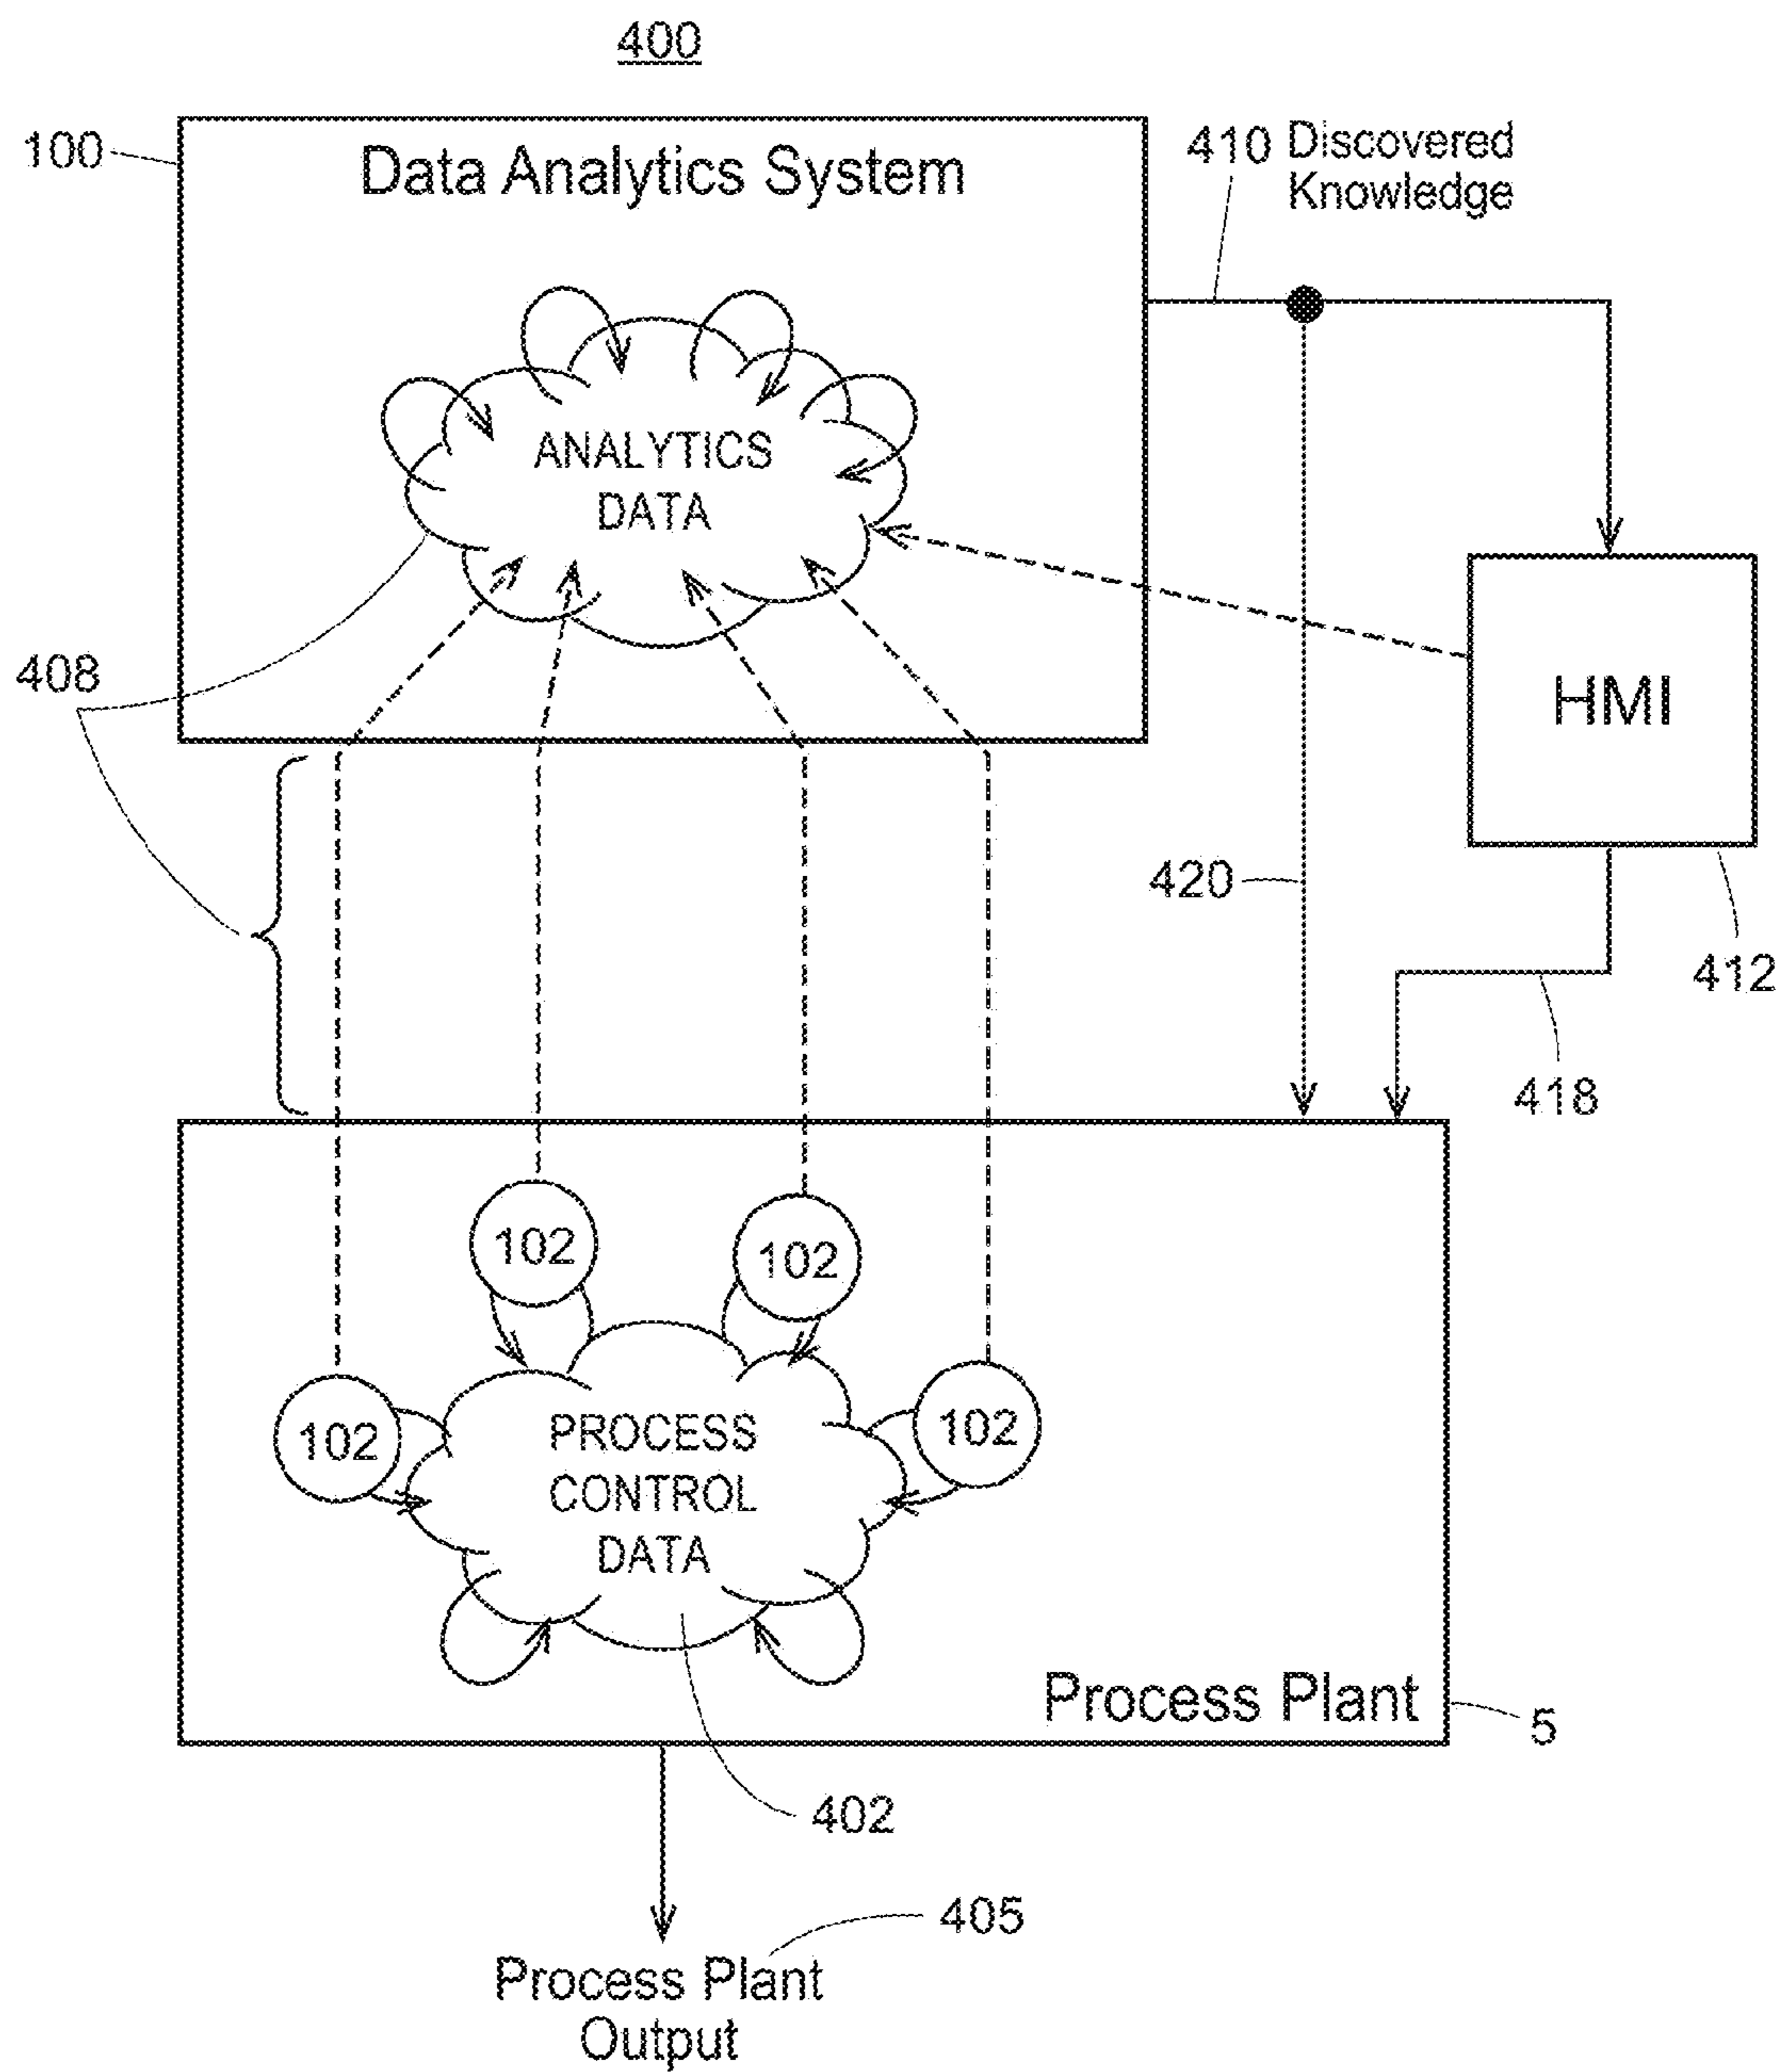 400
100
Data Analytics System
410 Discovered
Knowledge
ANALYTICS
DATA
408
HMI
420
412
418
102
102
102
102
PROCESS
CONTROL
DATA
Process Plant
5
402
405
Process Plant
Output